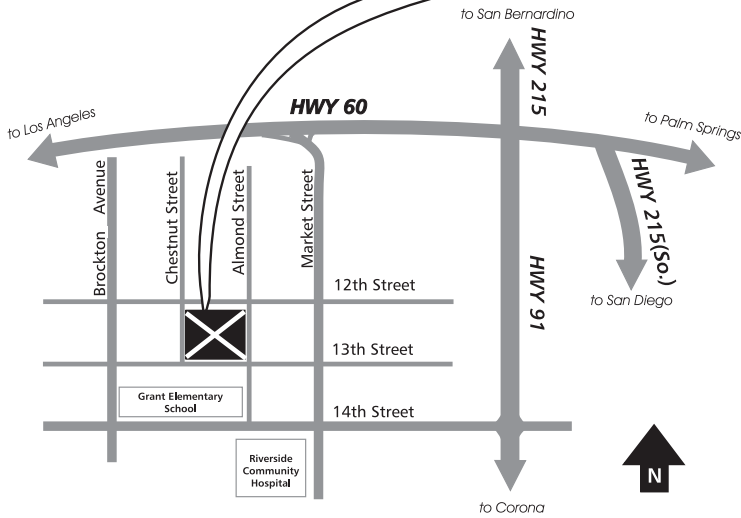 to San Bernardino
HWY 215
HWY 60
to Los Angeles
to Palm Springs
Brockton Avenue
Chestnut Street
Almond Street
Market Street
HWY 215(So.)
12th Street
HWY 91
to San Diego
13th Street
Grant Elementary
School
14th Street
Riverside
Community
Hospital
N
to Corona